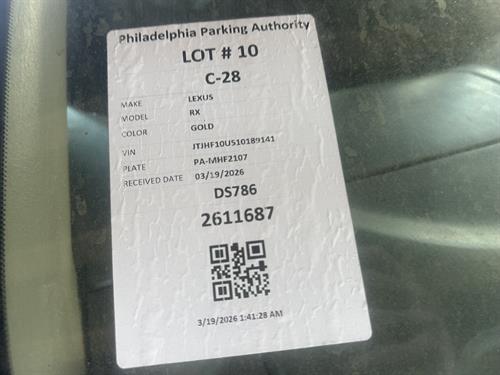 Philadelphia Parking Authority
LOT # 10
C-28
MAKE LEXUS
MODEL RX
COLOR GOLD
VIN JTJHF10U510189141
PLATE PA-MHF2107
RECEIVED DATE 03/19/2026
DS786
2611687
3/19/2026 1:41:28 AM